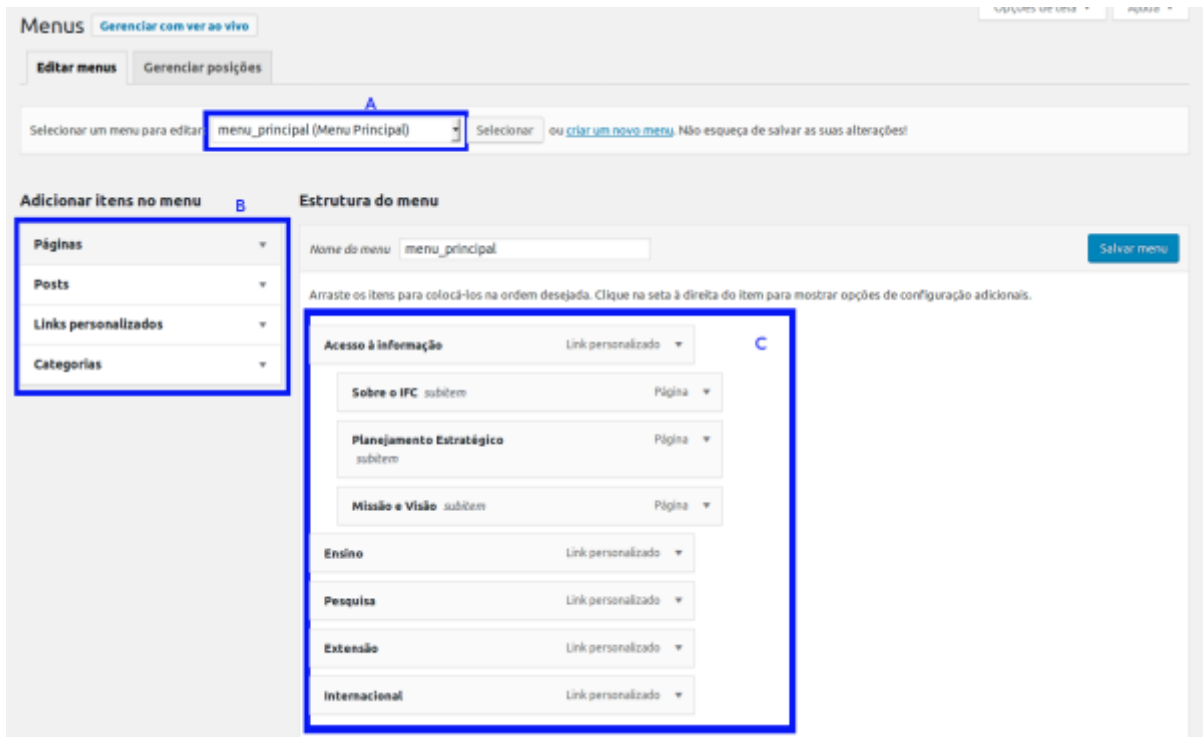 Opções de tela Ajuda
Menus Gerenciar com ver ao vivo
Editar menus Gerenciar posições
A
Selecionar um menu para editar menu_principal (Menu Principal) Selecionar ou criar um novo menu. Não esqueça de salvar as suas alterações!
Adicionar itens no menu B
Estrutura do menu
Páginas
Posts
Links personalizados
Categorias
Nome do menu menu_principal Salvar menu
Arraste os itens para colocá-los na ordem desejada. Clique na seta à direita do item para mostrar opções de configuração adicionais.
C
Acesso à informação Link personalizado
Sobre o IFC subitem Página
Planejamento Estratégico Página
subitem
Missão e Visão subitem Página
Ensino Link personalizado
Pesquisa Link personalizado
Extensão Link personalizado
Internacional Link personalizado